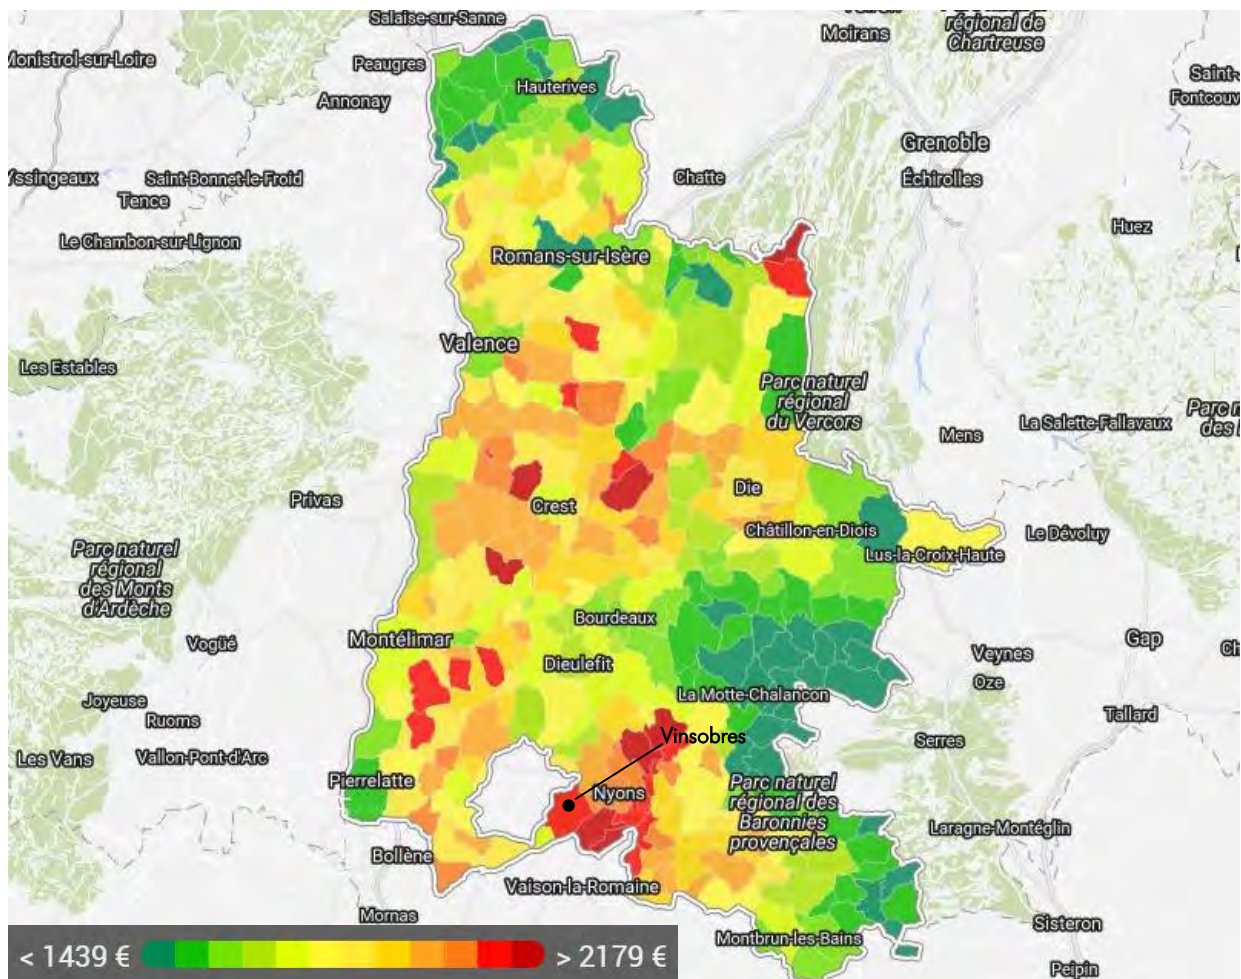 Salaise-sur-Sanne
régional de
Chartreuse
Moirans
Monistrol-sur-Loire
Peaugres
Hauterives
Annonay
Grenoble
Chatte
Échirolles
Yssingeaux
Saint-Bonnet-le-Froid
Tence
Huez
Le Chambon-sur-Lignon
Romans-sur-Isère
Valence
Les Estables
Parc naturel
régional
du Vercors
La Salette-Fallavaux
Mens
Die
Privas
Crest
Châtillon-en-Diois
Le Dévoluy
Lus-la-Croix-Haute
Parc naturel
régional
des Monts
d'Ardèche
Bourdeaux
Vogüé
Montélimar
Gap
Dieulefit
Veynes
Oze
La Motte-Chalancon
Joyeuse
Ruoms
Tallard
Vinsobres
Serres
Les Vans
Vallon-Pont-d'Arc
Pierrelatte
Nyons
Parc naturel
régional des
Baronnies
provençales
Laragne-Montéglin
Bollène
Vaison-la-Romaine
Mornas
Sisteron
Montbrun-les-Bains
< 1439 € > 2179 €
Peipin